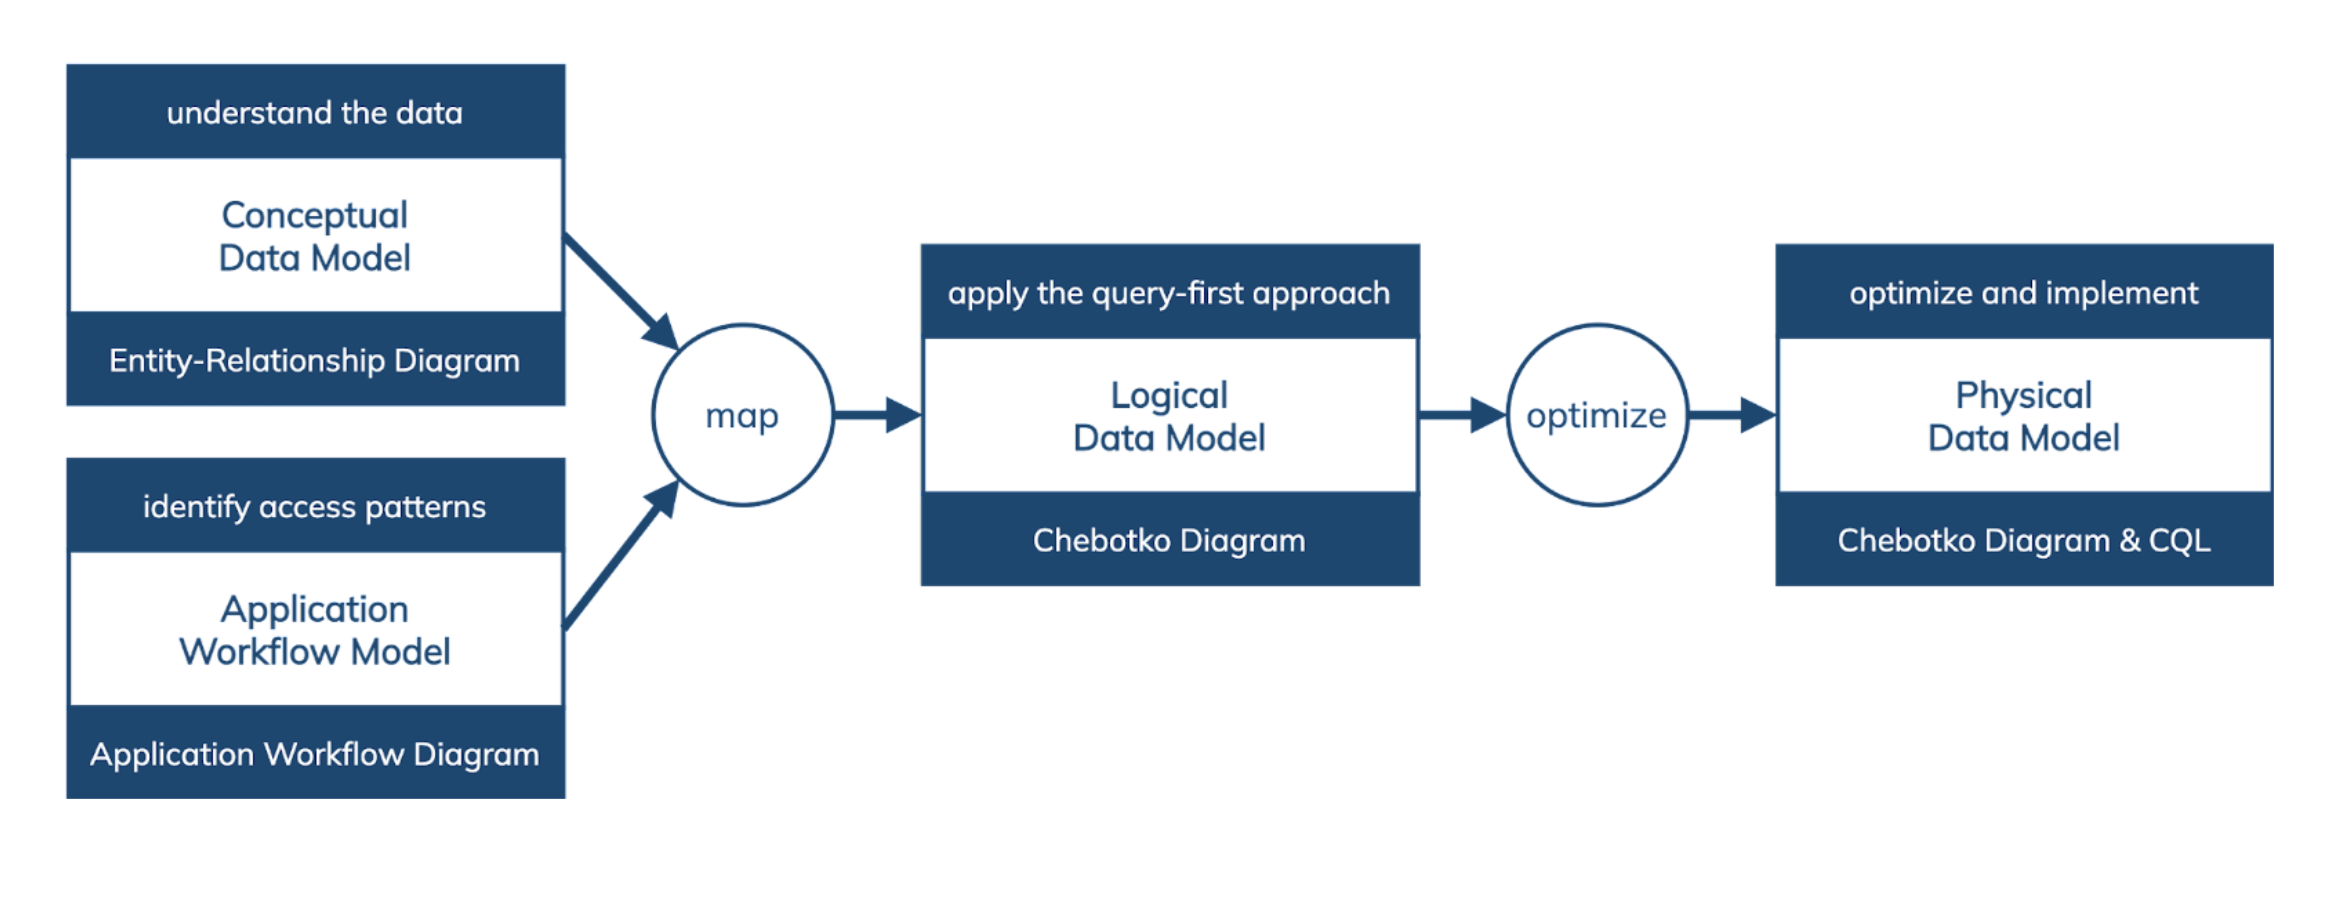 understand the data
Conceptual
Data Model
Entity-Relationship Diagram
identify access patterns
Application
Workflow Model
Application Workflow Diagram
map
apply the query-first approach
Logical
Data Model
Chebotko Diagram
optimize
optimize and implement
Physical
Data Model
Chebotko Diagram & CQL